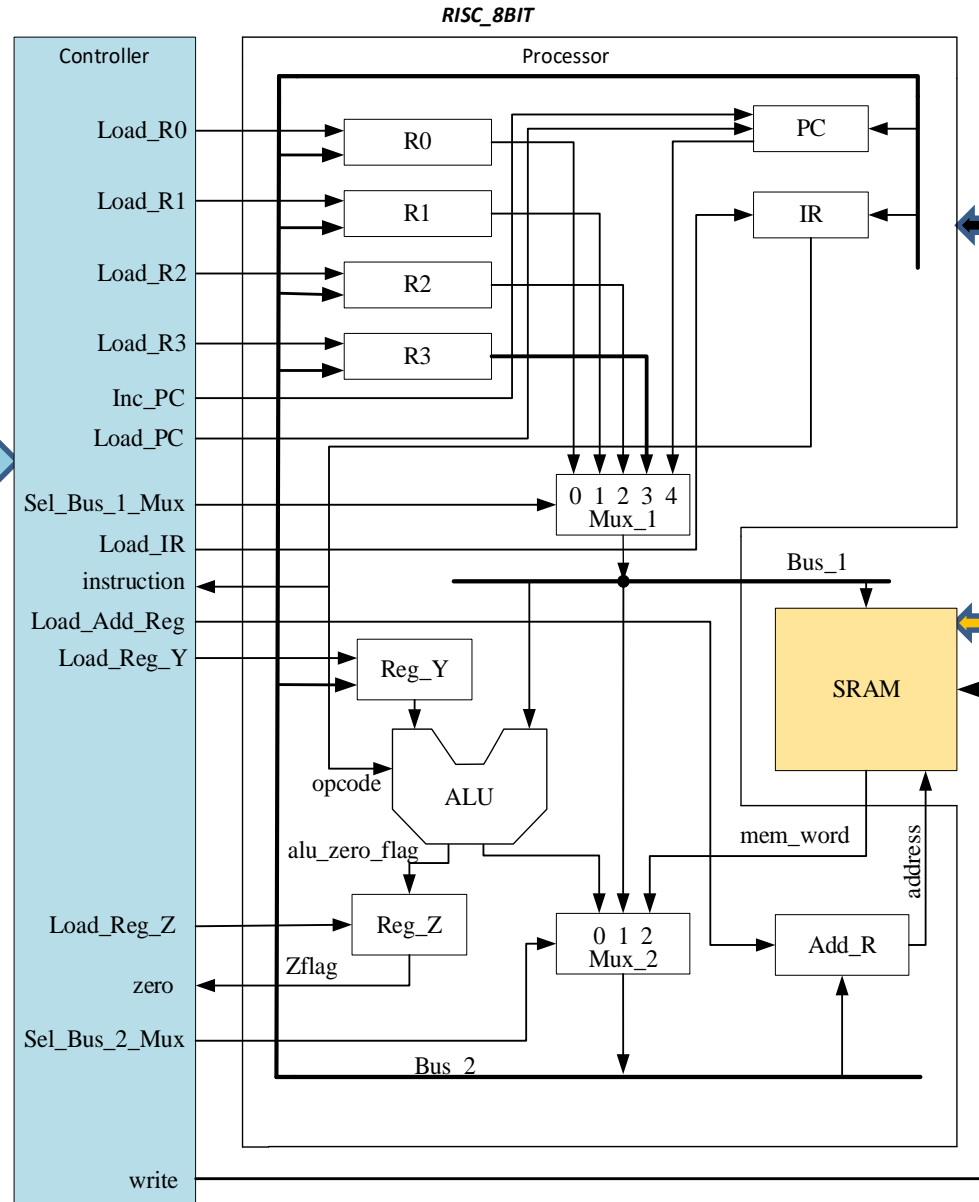 RISC_8BIT
Controller
Processor
Load_R0
R0
PC
Load_R1
R1
IR
Load_R2
R2
Load_R3
R3
Inc_PC
Load_PC
Sel_Bus_1_Mux
0 1 2 3 4
Mux_1
Load_IR
instruction
Bus_1
Load_Add_Reg
Load_Reg_Y
Reg_Y
SRAM
opcode
ALU
alu_zero_flag
mem_word
address
Load_Reg_Z
Reg_Z
0 1 2
Mux_2
Add_R
Zflag
zero
Sel_Bus_2_Mux
Bus_2
write